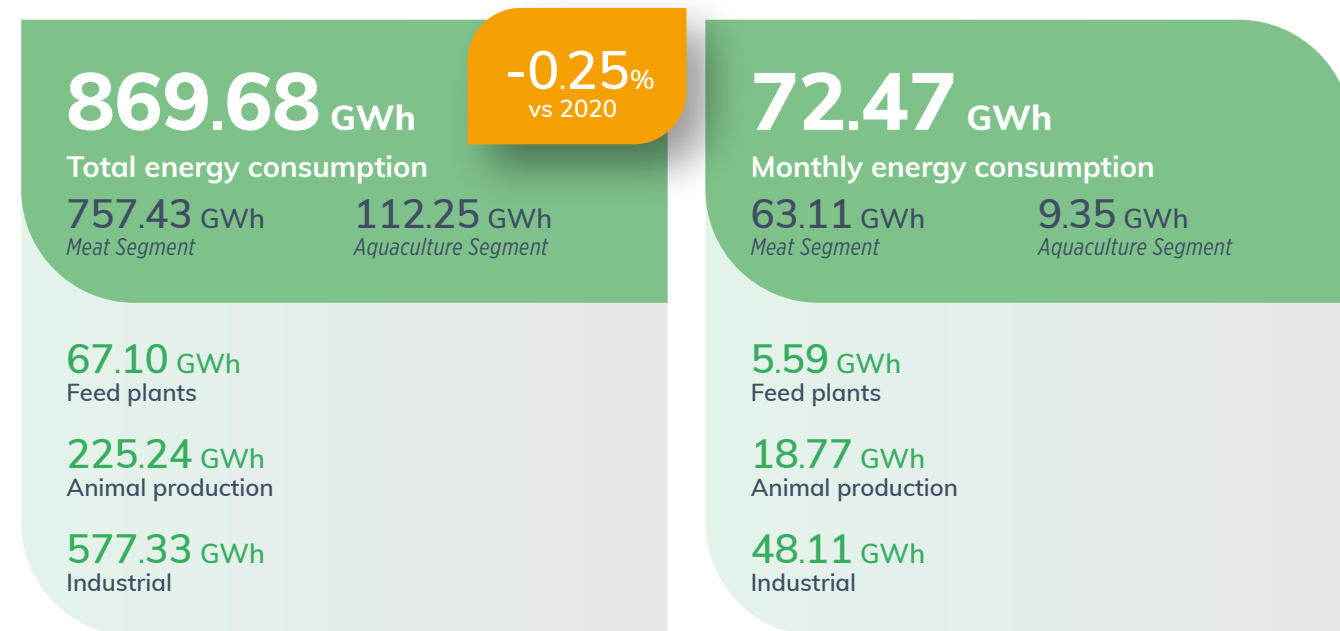 869.68 GWh
Total energy consumption
757.43 GWh
Meat Segment
112.25 GWh
Aquaculture Segment
-0.25%
vs 2020
67.10 GWh
Feed plants
225.24 GWh
Animal production
577.33 GWh
Industrial
72.47 GWh
Monthly energy consumption
63.11 GWh
Meat Segment
9.35 GWh
Aquaculture Segment
5.59 GWh
Feed plants
18.77 GWh
Animal production
48.11 GWh
Industrial